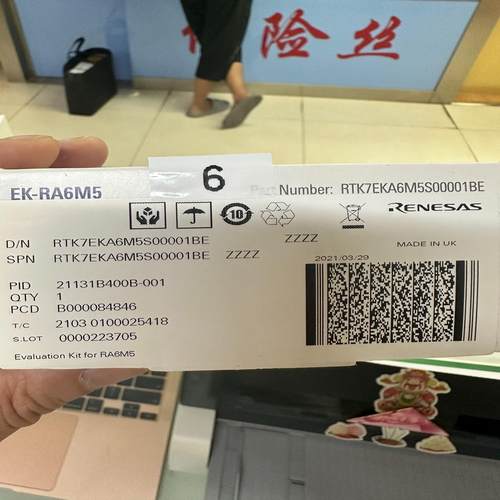 险丝
6
EK-RA6M5
Part Number: RTK7EKA6M5S00001BE
10
RENESAS
D/N RTK7EKA6M5S00001BE ZZZZ
MADE IN UK
SPN RTK7EKA6M5S00001BE ZZZZ
2021/03/29
PID 21131B400B-001
QTY 1
PCD B000084846
T/C 2103 0100025418
S.LOT 0000223705
Evaluation Kit for RA6M5